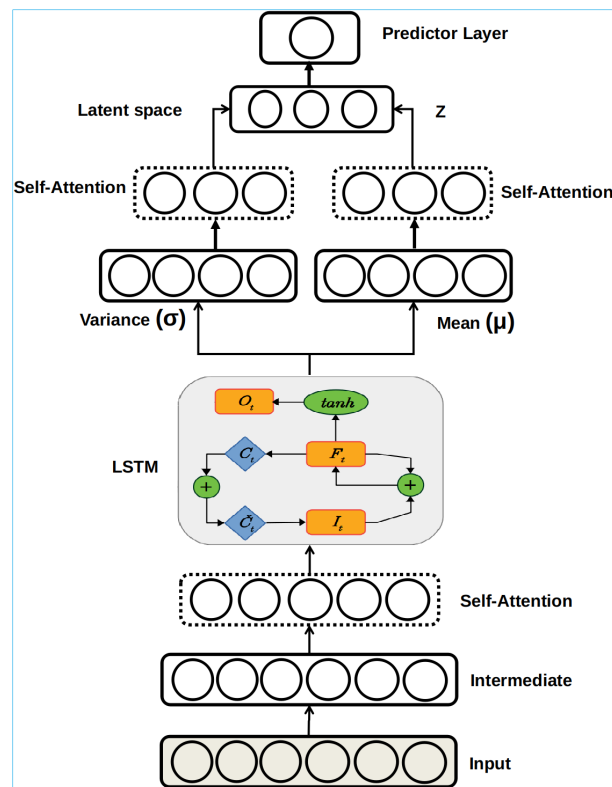 Predictor Layer
Latent space
Z
Self-Attention
Self-Attention
Variance (σ)
Mean (μ)
LSTM
O_t
tanh
C_t
F_t
+
+
Č_t
I_t
Self-Attention
Intermediate
Input